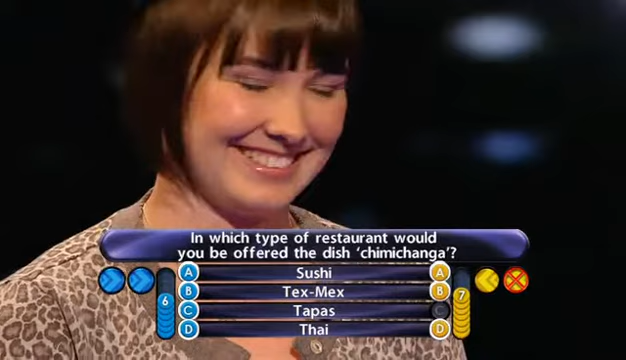 In which type of restaurant would
you be offered the dish 'chimichanga'?
A Sushi A
B Tex-Mex B
C Tapas C
D Thai D
6
7